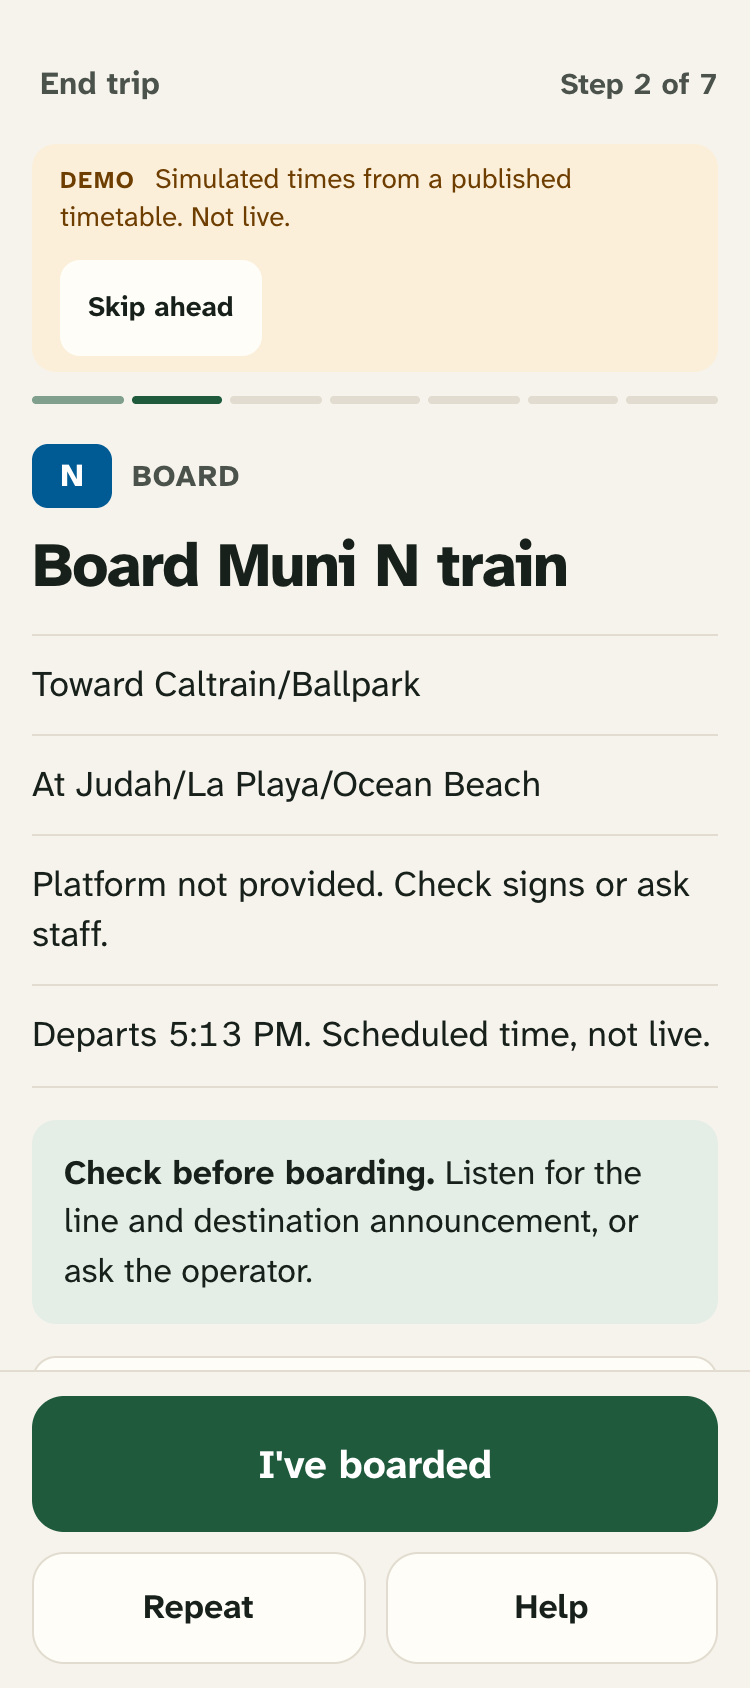 End trip
Step 2 of 7
DEMO Simulated times from a published
timetable. Not live.
Skip ahead
N BOARD
Board Muni N train
Toward Caltrain/Ballpark
At Judah/La Playa/Ocean Beach
Platform not provided. Check signs or ask
staff.
Departs 5:13 PM. Scheduled time, not live.
Check before boarding. Listen for the
line and destination announcement, or
ask the operator.
I've boarded
Repeat
Help